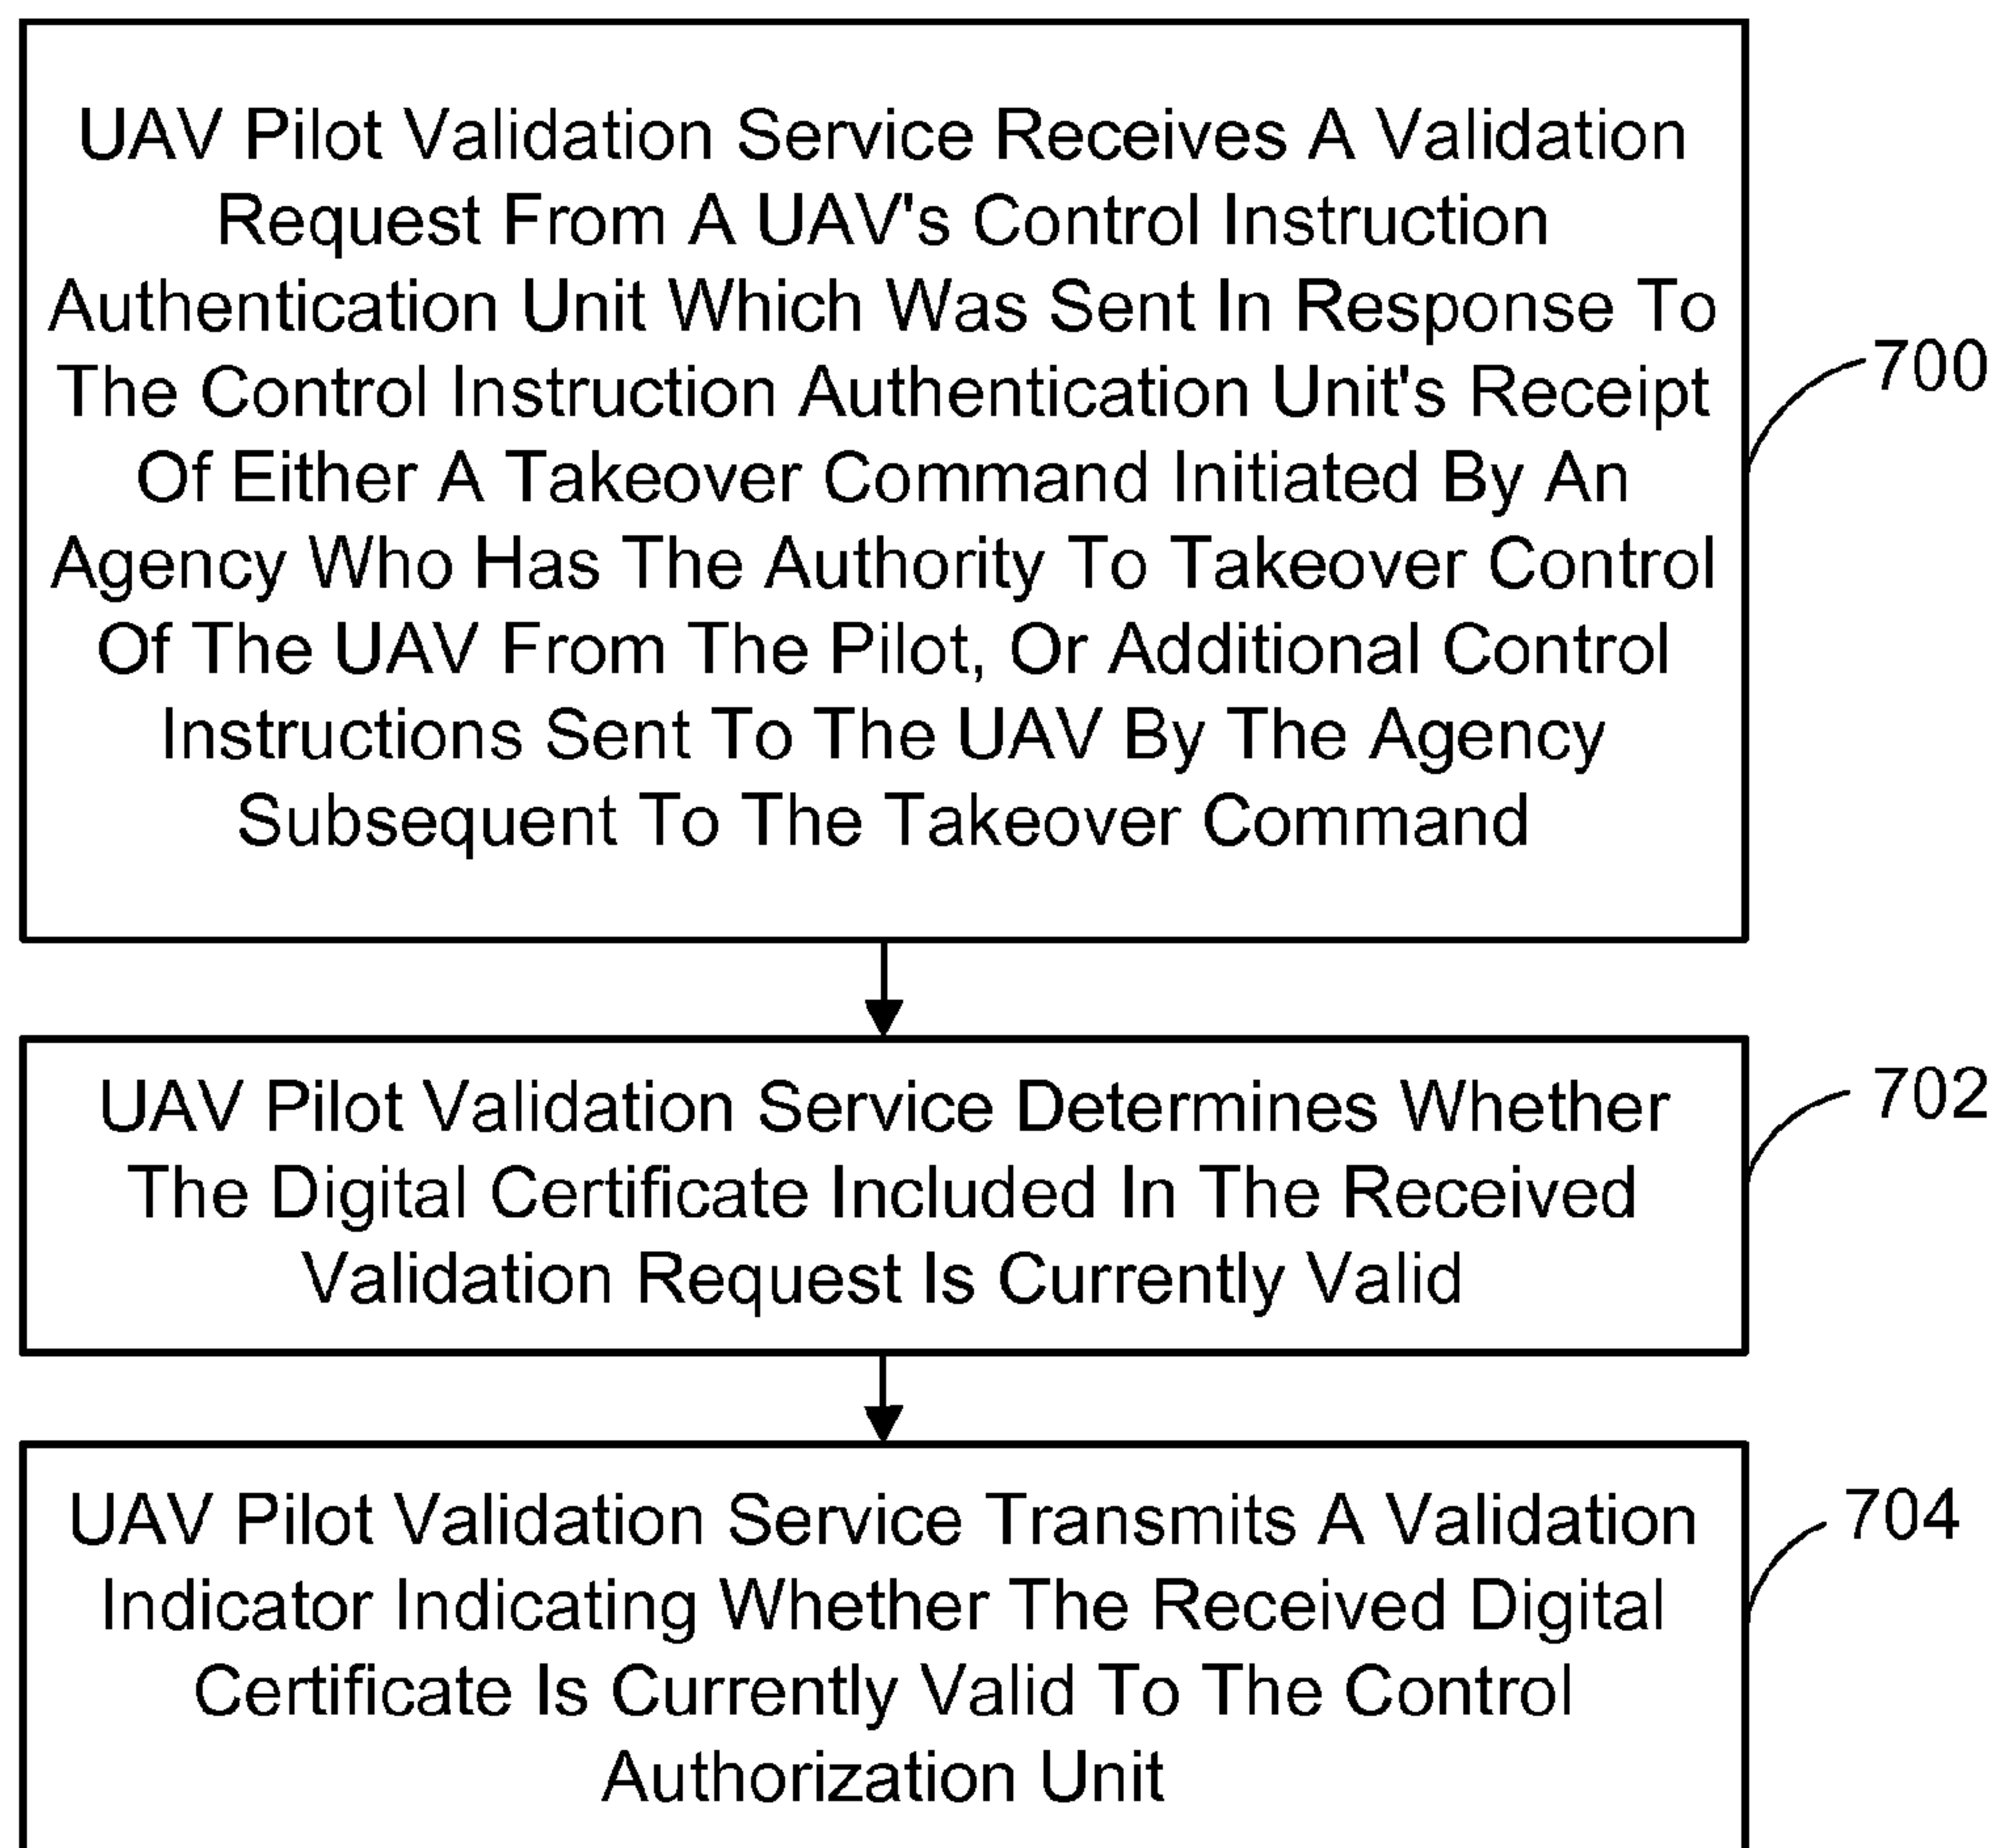 UAV Pilot Validation Service Receives A Validation
Request From A UAV's Control Instruction
Authentication Unit Which Was Sent In Response To
The Control Instruction Authentication Unit's Receipt
Of Either A Takeover Command Initiated By An
Agency Who Has The Authority To Takeover Control
Of The UAV From The Pilot, Or Additional Control
Instructions Sent To The UAV By The Agency
Subsequent To The Takeover Command
700
UAV Pilot Validation Service Determines Whether
The Digital Certificate Included In The Received
Validation Request Is Currently Valid
702
UAV Pilot Validation Service Transmits A Validation
Indicator Indicating Whether The Received Digital
Certificate Is Currently Valid To The Control
Authorization Unit
704